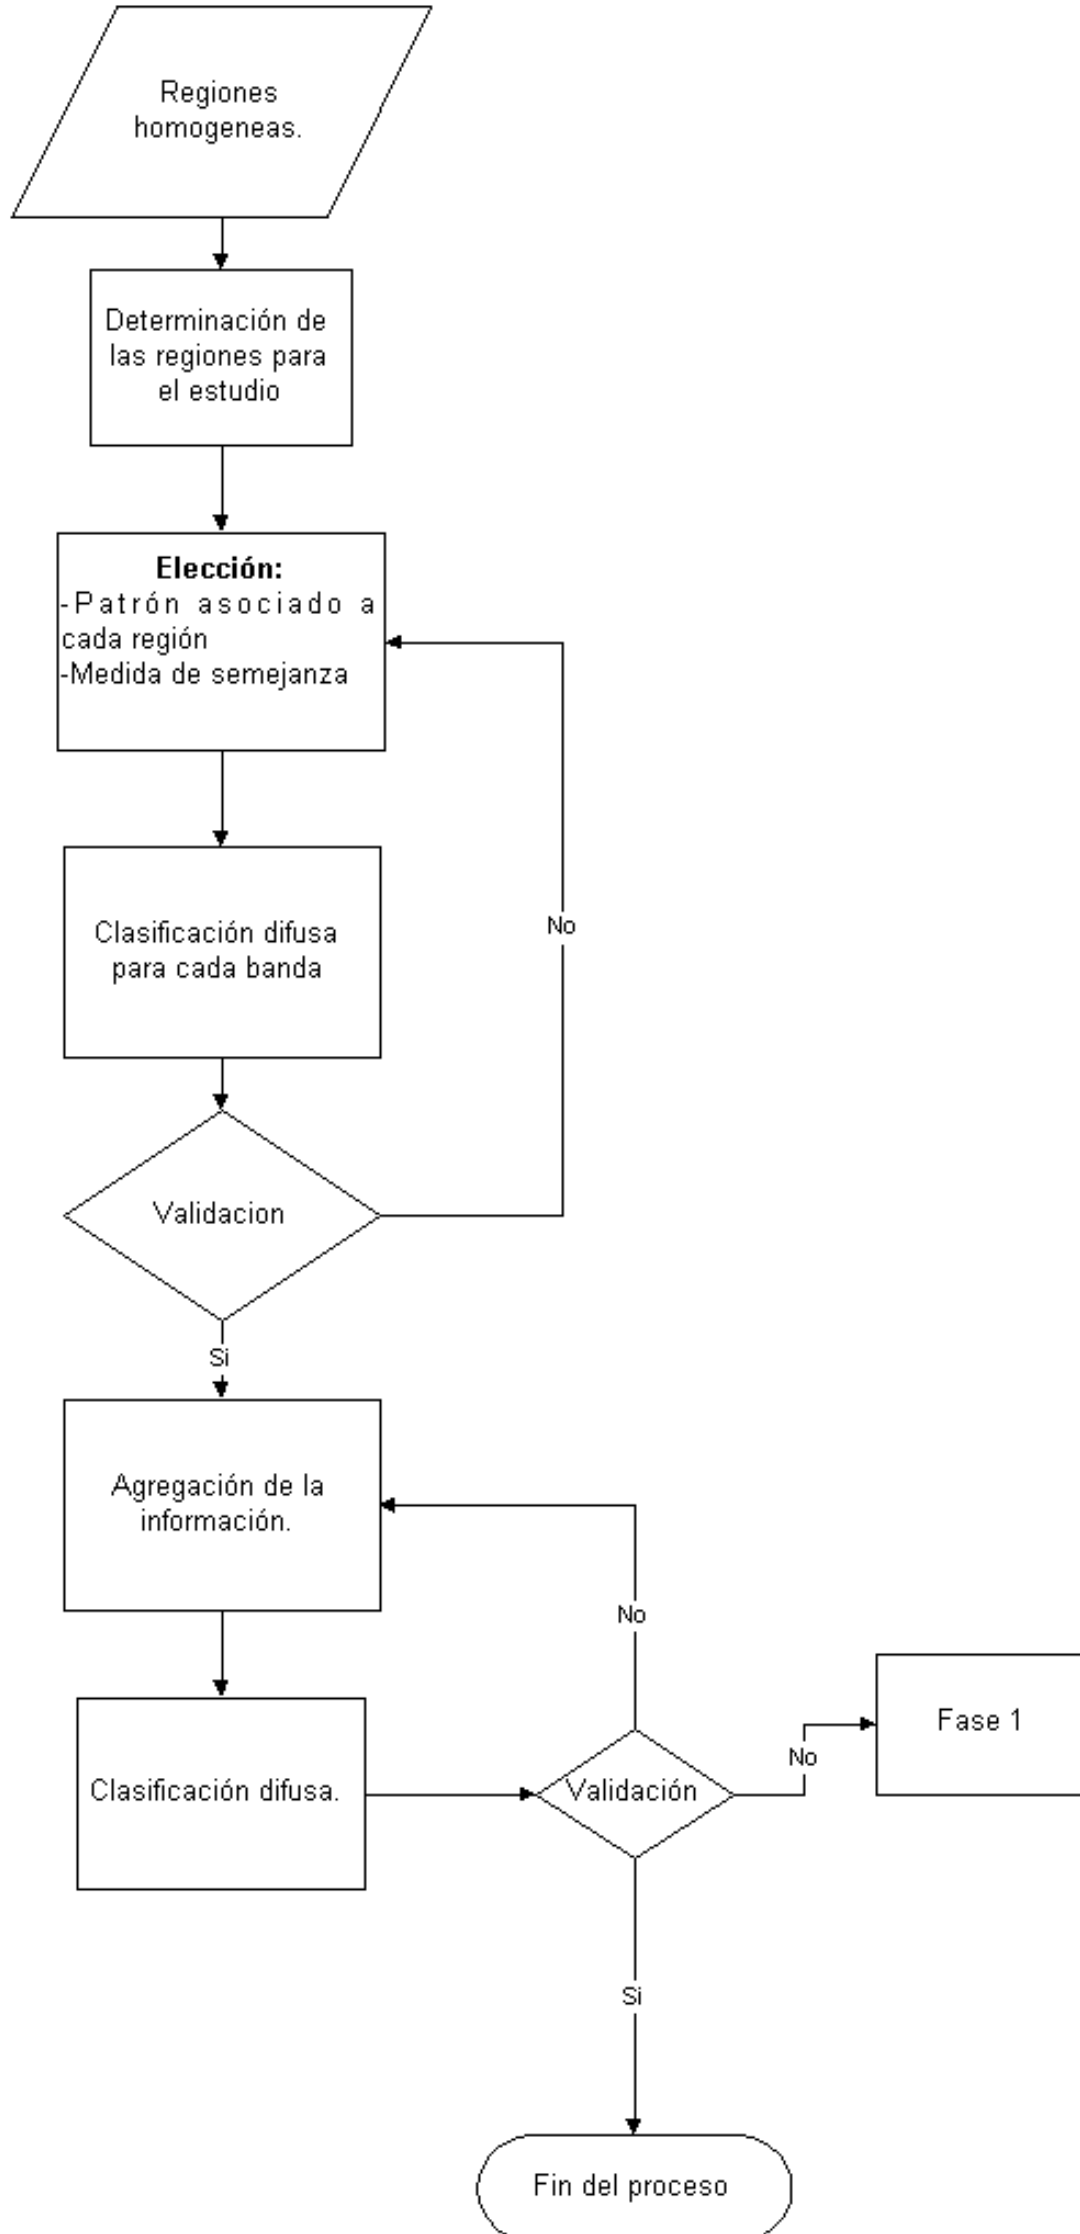 Regiones
homogeneas.
Determinación de
las regiones para
el estudio
Elección:
-Patrón asociado a
cada región
-Medida de semejanza
Clasificación difusa
para cada banda
No
Validacion
Si
Agregación de la
información.
No
Fase 1
No
Clasificación difusa.
Validación
Si
Fin del proceso